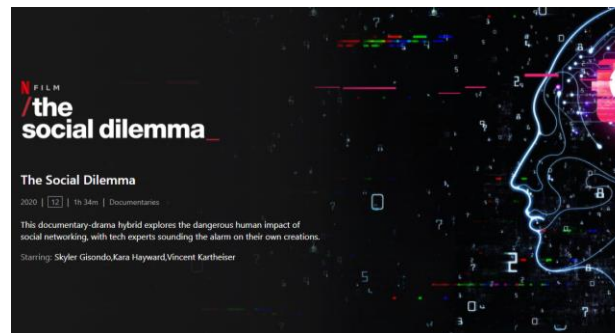 N FILM
/the
social dilemma_
The Social Dilemma
2020 | 12 | 1h 34m | Documentaries
This documentary-drama hybrid explores the dangerous human impact of
social networking, with tech experts sounding the alarm on their own creations.
Starring: Skyler Gisondo,Kara Hayward,Vincent Kartheiser